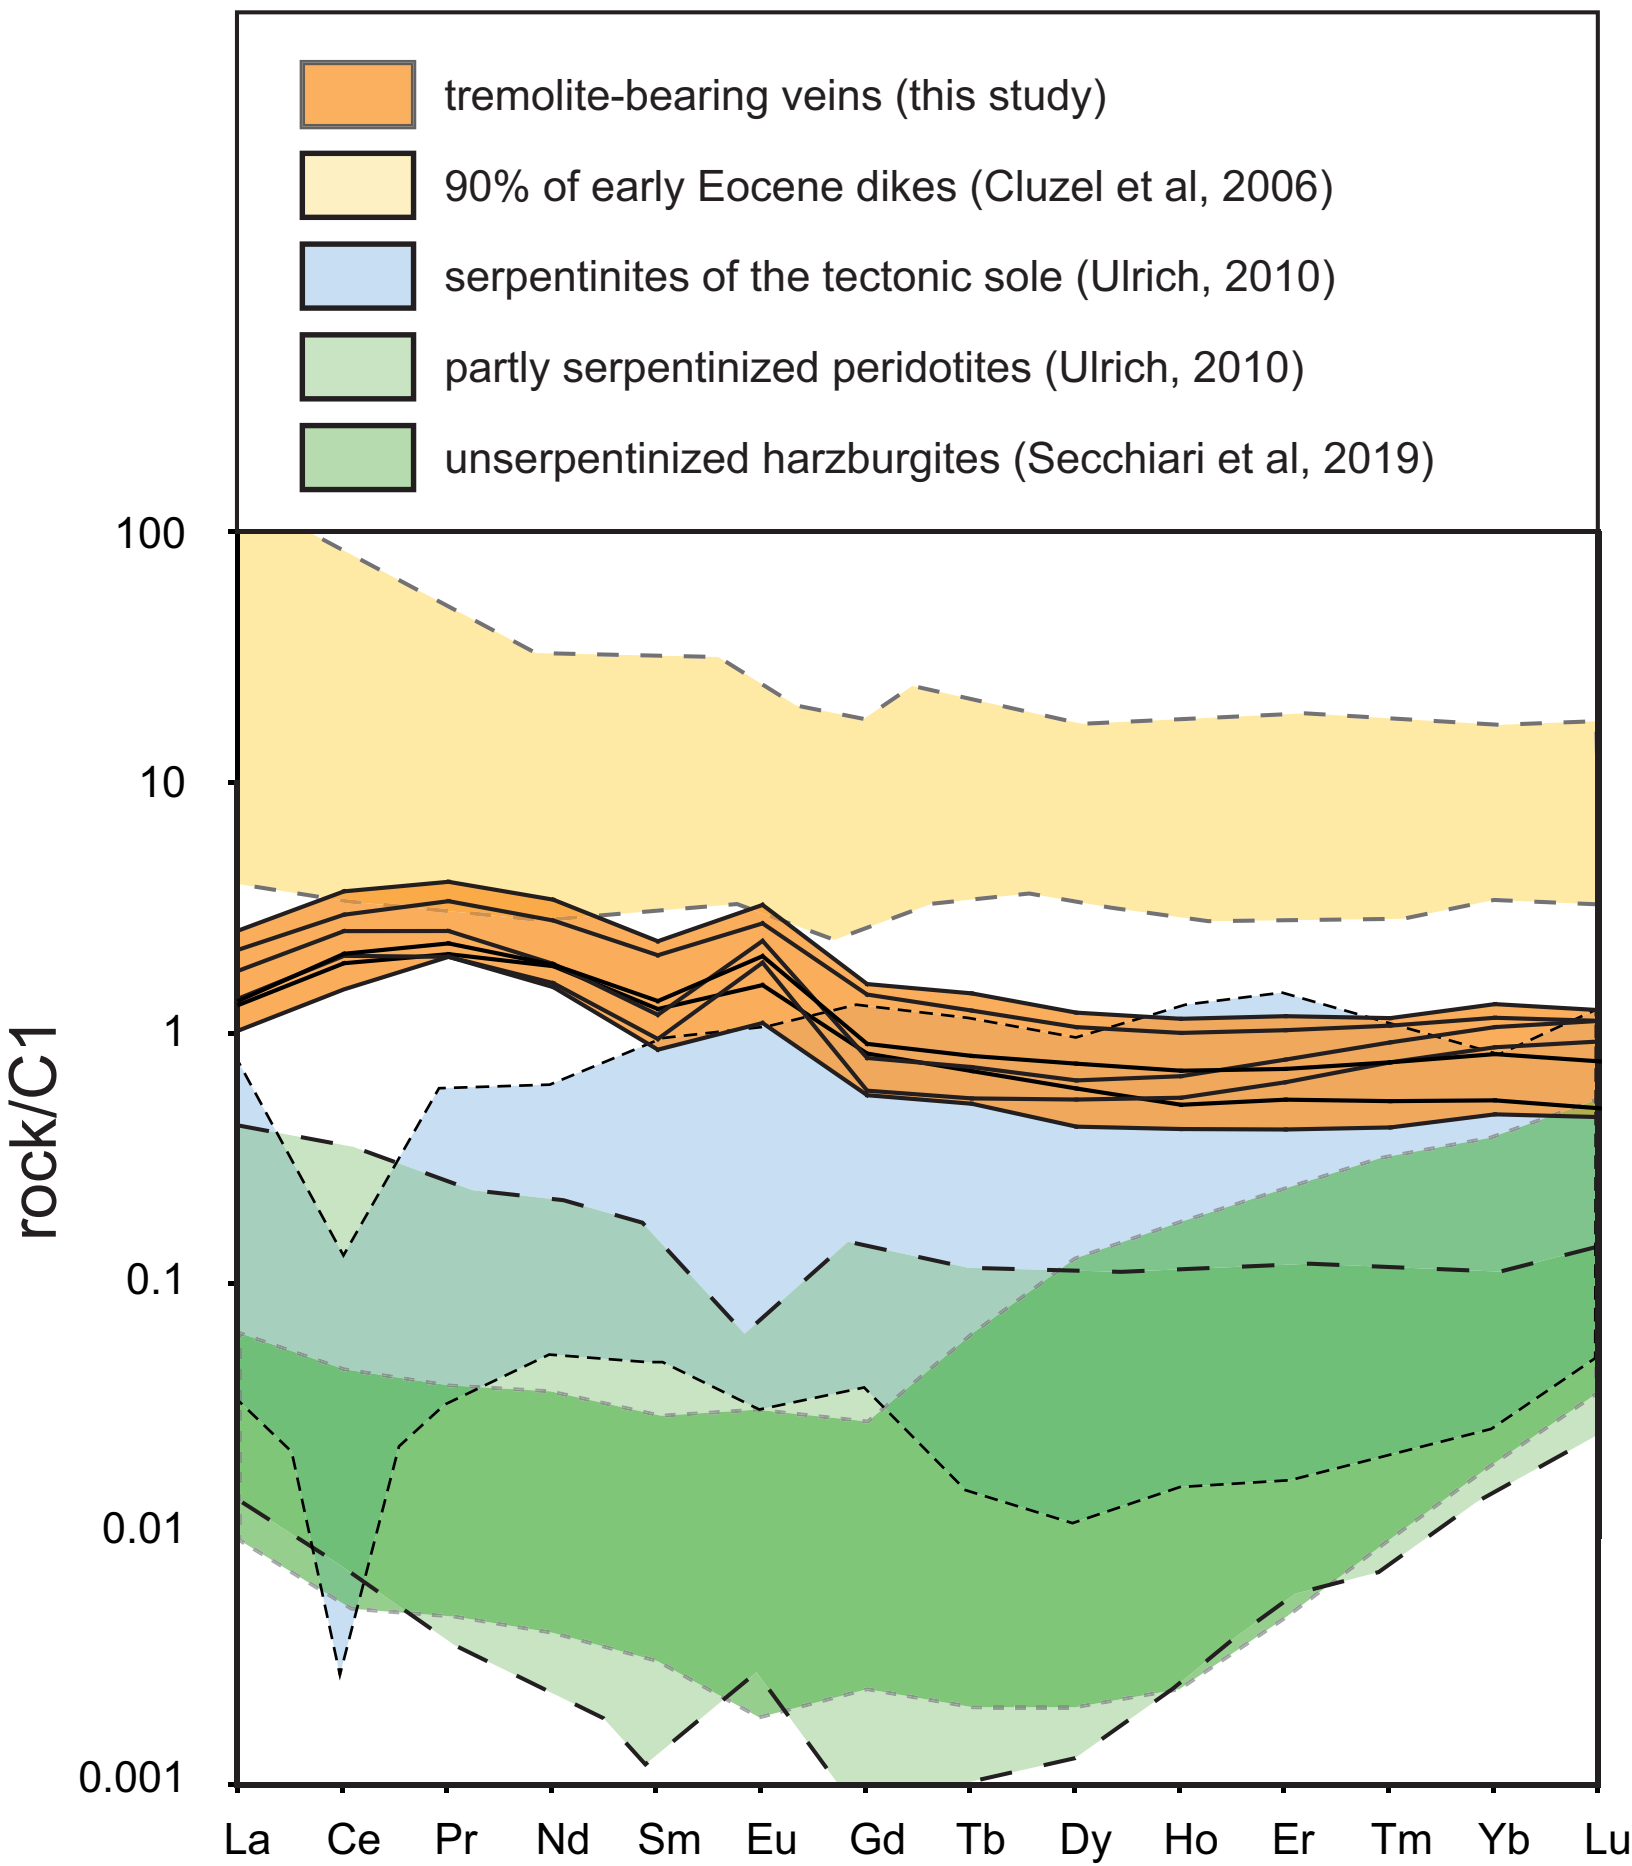 tremolite-bearing veins (this study)
90% of early Eocene dikes (Cluzel et al, 2006)
serpentinites of the tectonic sole (Ulrich, 2010)
partly serpentinized peridotites (Ulrich, 2010)
unserpentinized harzburgites (Secchiari et al, 2019)
100
10
1
0.1
0.01
0.001
rock/C1
La Ce Pr Nd Sm Eu Gd Tb Dy Ho Er Tm Yb Lu